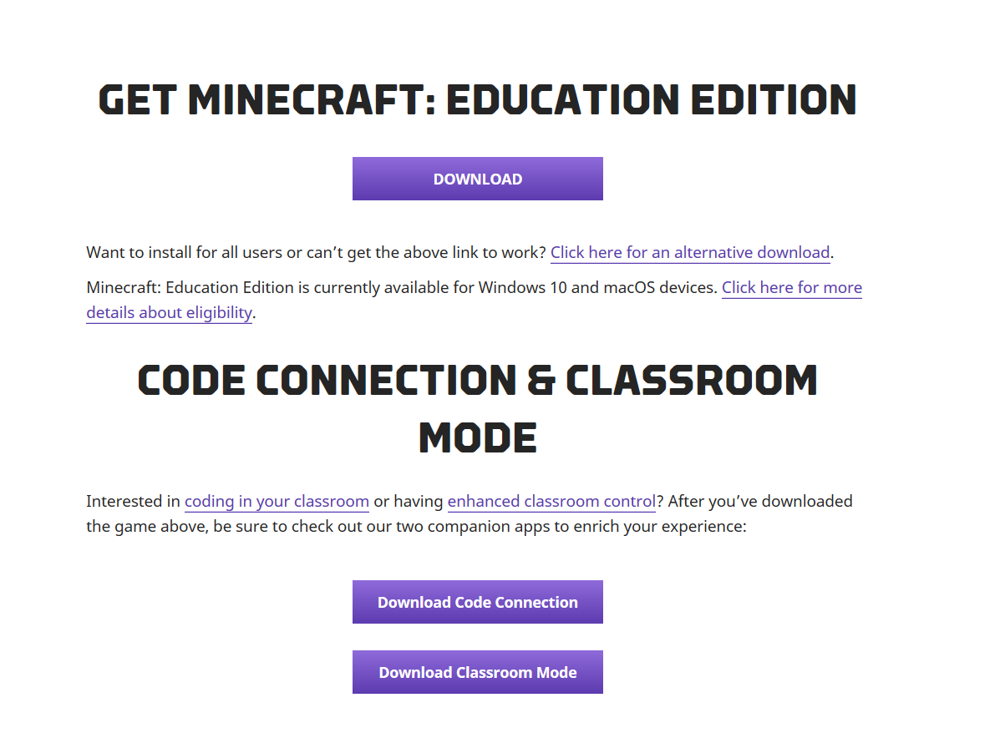 GET MINECRAFT: EDUCATION EDITION
DOWNLOAD
Want to install for all users or can’t get the above link to work? Click here for an alternative download.
Minecraft: Education Edition is currently available for Windows 10 and macOS devices. Click here for more
details about eligibility.
CODE CONNECTION & CLASSROOM
MODE
Interested in coding in your classroom or having enhanced classroom control? After you’ve downloaded
the game above, be sure to check out our two companion apps to enrich your experience:
Download Code Connection
Download Classroom Mode